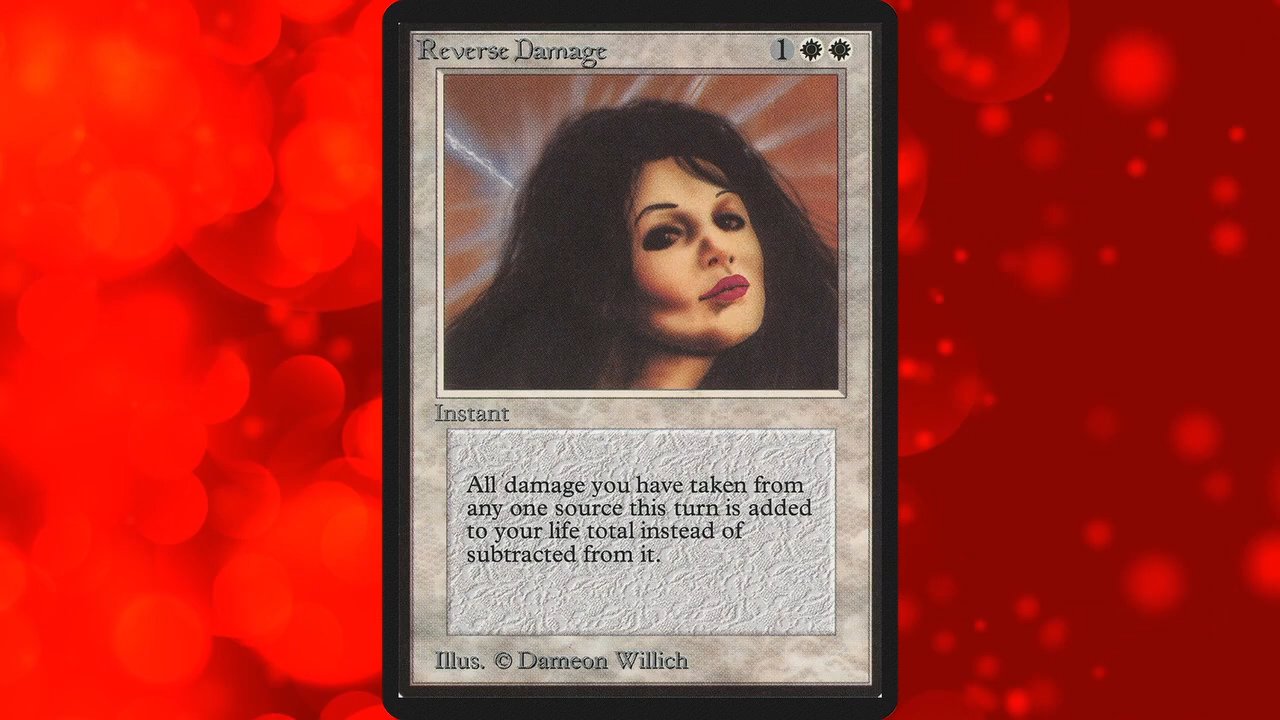 Reverse Damage 1
Instant
All damage you have taken from
any one source this turn is added
to your life total instead of
subtracted from it.
Illus. © Dameon Willich